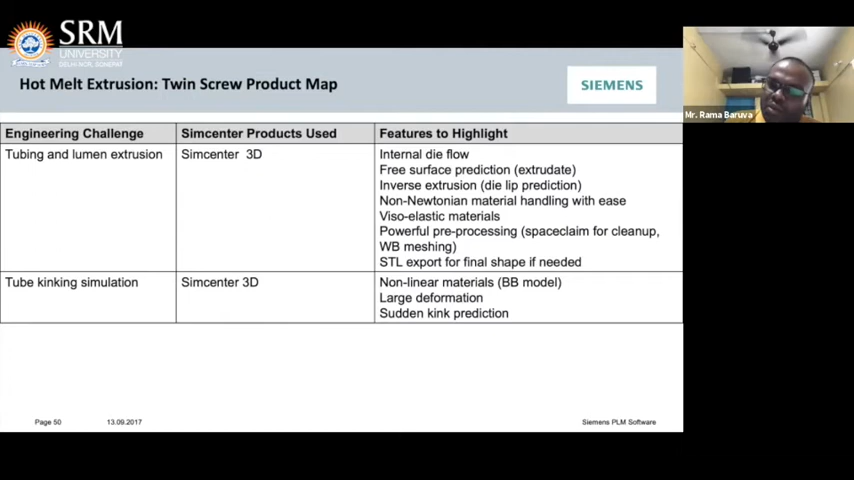 SRM
UNIVERSITY
DELHI-NCR, SONEPAT
Hot Melt Extrusion: Twin Screw Product Map
SIEMENS
Mr. Rama Baruva
Engineering Challenge
Simcenter Products Used
Features to Highlight
Tubing and lumen extrusion
Simcenter 3D
Internal die flow
Free surface prediction (extrudate)
Inverse extrusion (die lip prediction)
Non-Newtonian material handling with ease
Viso-elastic materials
Powerful pre-processing (spaceclaim for cleanup,
WB meshing)
STL export for final shape if needed
Tube kinking simulation
Simcenter 3D
Non-linear materials (BB model)
Large deformation
Sudden kink prediction
Page 50
13.09.2017
Siemens PLM Software